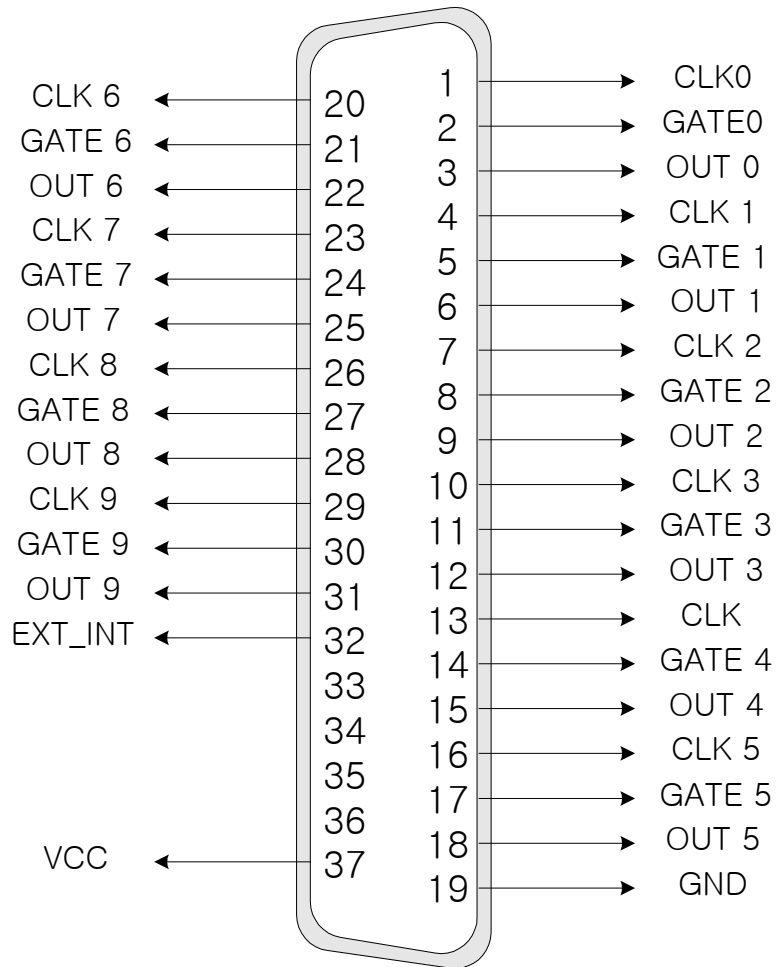 CLK 6
GATE 6
OUT 6
CLK 7
GATE 7
OUT 7
CLK 8
GATE 8
OUT 8
CLK 9
GATE 9
OUT 9
EXT_INT
VCC
20
21
22
23
24
25
26
27
28
29
30
31
32
33
34
35
36
37
1
2
3
4
5
6
7
8
9
10
11
12
13
14
15
16
17
18
19
CLK0
GATE0
OUT 0
CLK 1
GATE 1
OUT 1
CLK 2
GATE 2
OUT 2
CLK 3
GATE 3
OUT 3
CLK
GATE 4
OUT 4
CLK 5
GATE 5
OUT 5
GND